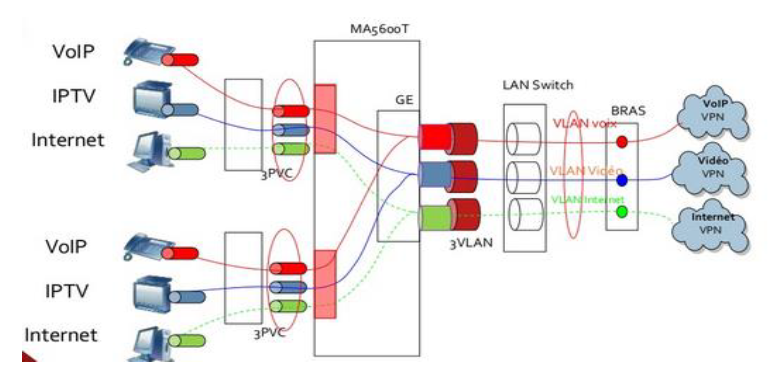 MA5600T
VoIP
IPTV
Internet
3PVC
GE
LAN Switch
BRAS
VLAN voix
VLAN Vidéo
VLAN Internet
3VLAN
VoIP
VPN
Vidéo
VPN
Internet
VPN
VoIP
IPTV
Internet
3PVC